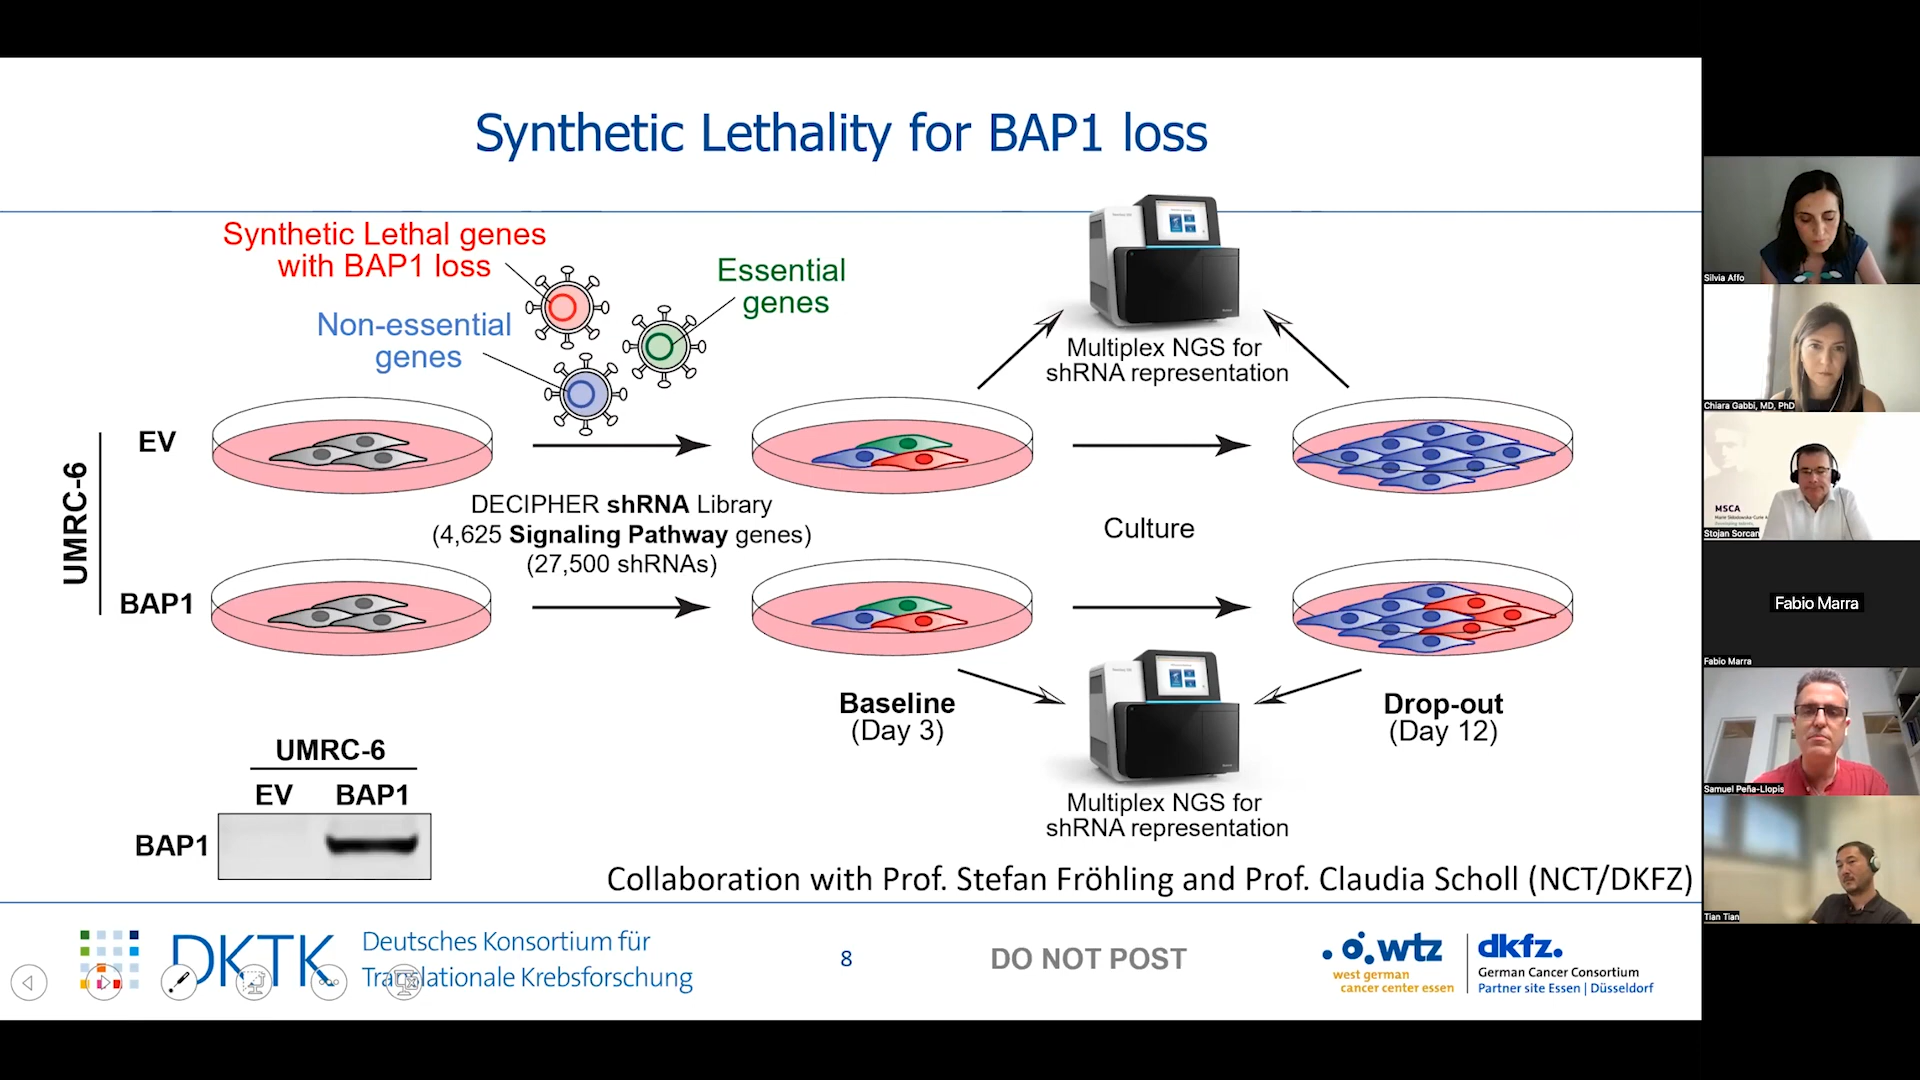 Synthetic Lethality for BAP1 loss
Synthetic Lethal genes
with BAP1 loss
Essential
genes
Non-essential
genes
Multiplex NGS for
shRNA representation
UMRC-6
EV
BAP1
DECIPHER shRNA Library
(4,625 Signaling Pathway genes)
(27,500 shRNAs)
Culture
Baseline
(Day 3)
Drop-out
(Day 12)
Multiplex NGS for
shRNA representation
UMRC-6
EV BAP1
BAP1
Collaboration with Prof. Stefan Fröhling and Prof. Claudia Scholl (NCT/DKFZ)
DKTK
Deutsches Konsortium für
Translationale Krebsforschung
8
DO NOT POST
wtz
west german
cancer center essen
dkfz.
German Cancer Consortium
Partner site Essen | Düsseldorf
Silvia Affo
Chiara Gabbi, MD, PhD
MSCA
Stojan Sorcan
Fabio Marra
Fabio Marra
Samuel Peña-Llopis
Tian Tian